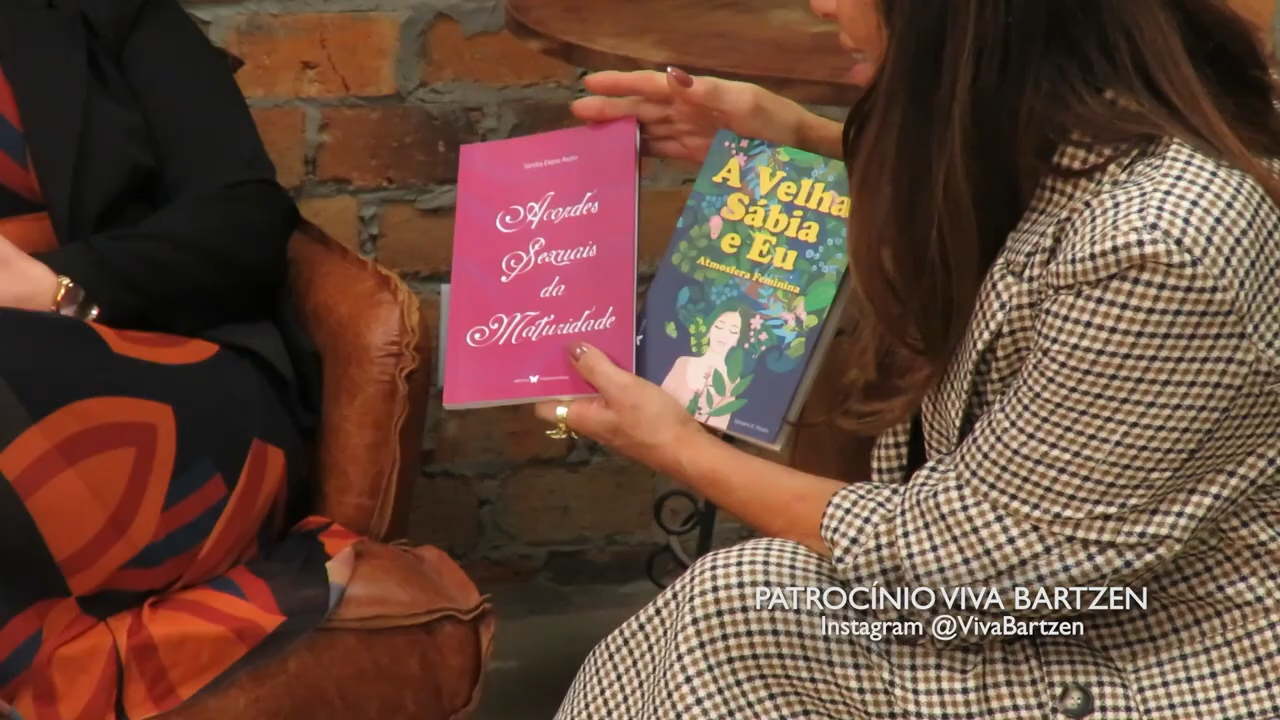 Acordes
Sexuais
da
Maturidade
A Velha
Sábia
e Eu
Atmosfera Feminina
PATROCÍNIO VIVA BARTZEN
Instagram @VivaBartzen